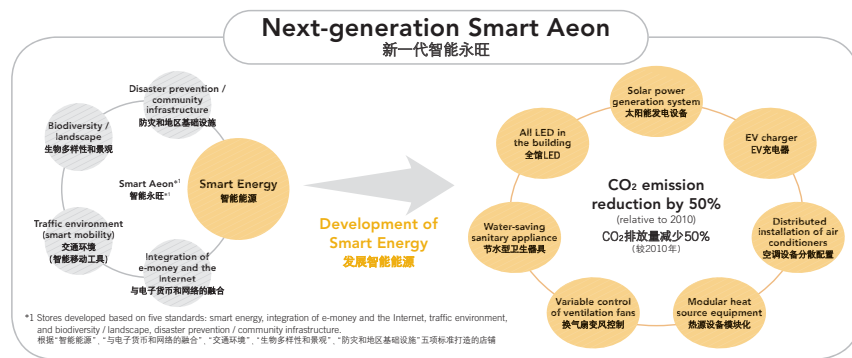 Next-generation Smart Aeon
新一代智能永旺
Disaster prevention /
community
infrastructure
防灾和地区基础设施
Biodiversity /
landscape
生物多样性和景观
Smart Aeon*1
智能永旺*1
Smart Energy
智能能源
Traffic environment
(smart mobility)
交通环境
(智能移动工具)
Integration of
e-money and the
Internet
与电子货币和网络的融合
Development of
Smart Energy
发展智能能源
Solar power
generation system
太阳能发电设备
All LED in
the building
全馆LED
EV charger
EV充电器
CO2 emission
reduction by 50%
(relative to 2010)
CO2排放量减少50%
(较2010年)
Water-saving
sanitary appliance
节水型卫生器具
Distributed
installation of air
conditioners
空调设备分散配置
Variable control
of ventilation fans
换气扇变风控制
Modular heat
source equipment
热源设备模块化
*1 Stores developed based on five standards: smart energy, integration of e-money and the Internet, traffic environment,
and biodiversity / landscape, disaster prevention / community infrastructure.
根据“智能能源”、“与电子货币和网络的融合”、“交通环境”、“生物多样性和景观”、“防灾和地区基础设施”五项标准打造的店铺